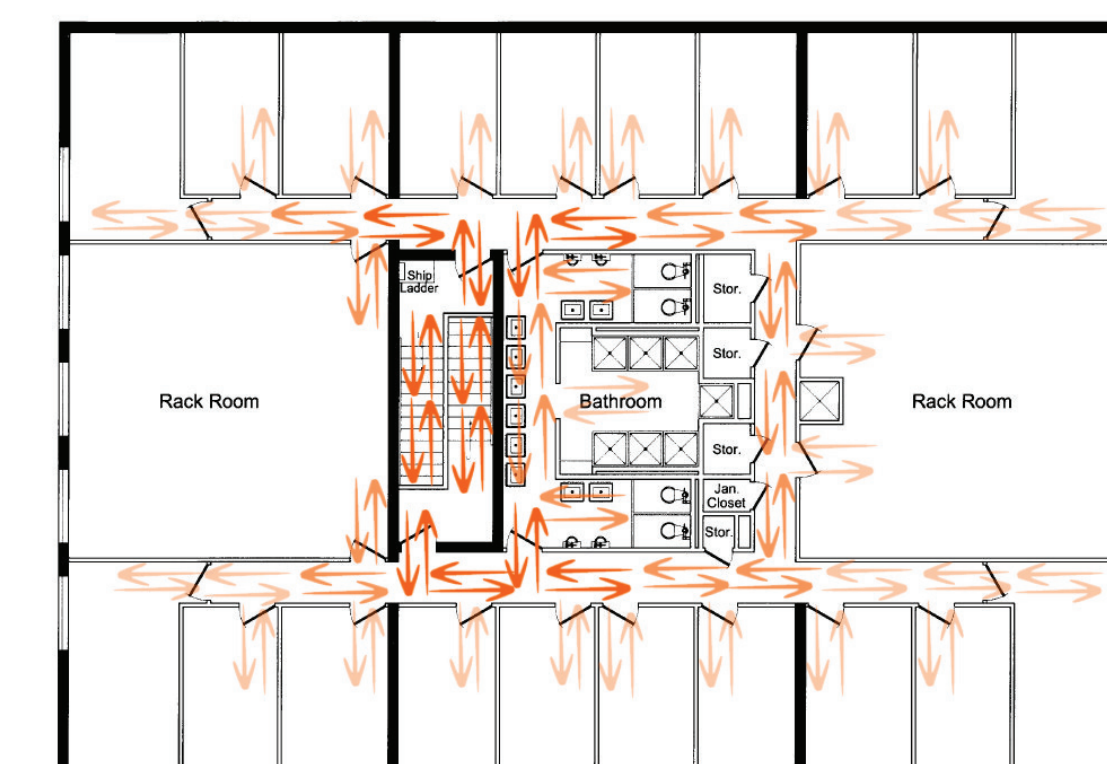 Ship
Ladder
Stor.
Stor.
Rack Room
Bathroom
Rack Room
Stor.
Jan.
Closet
Stor.